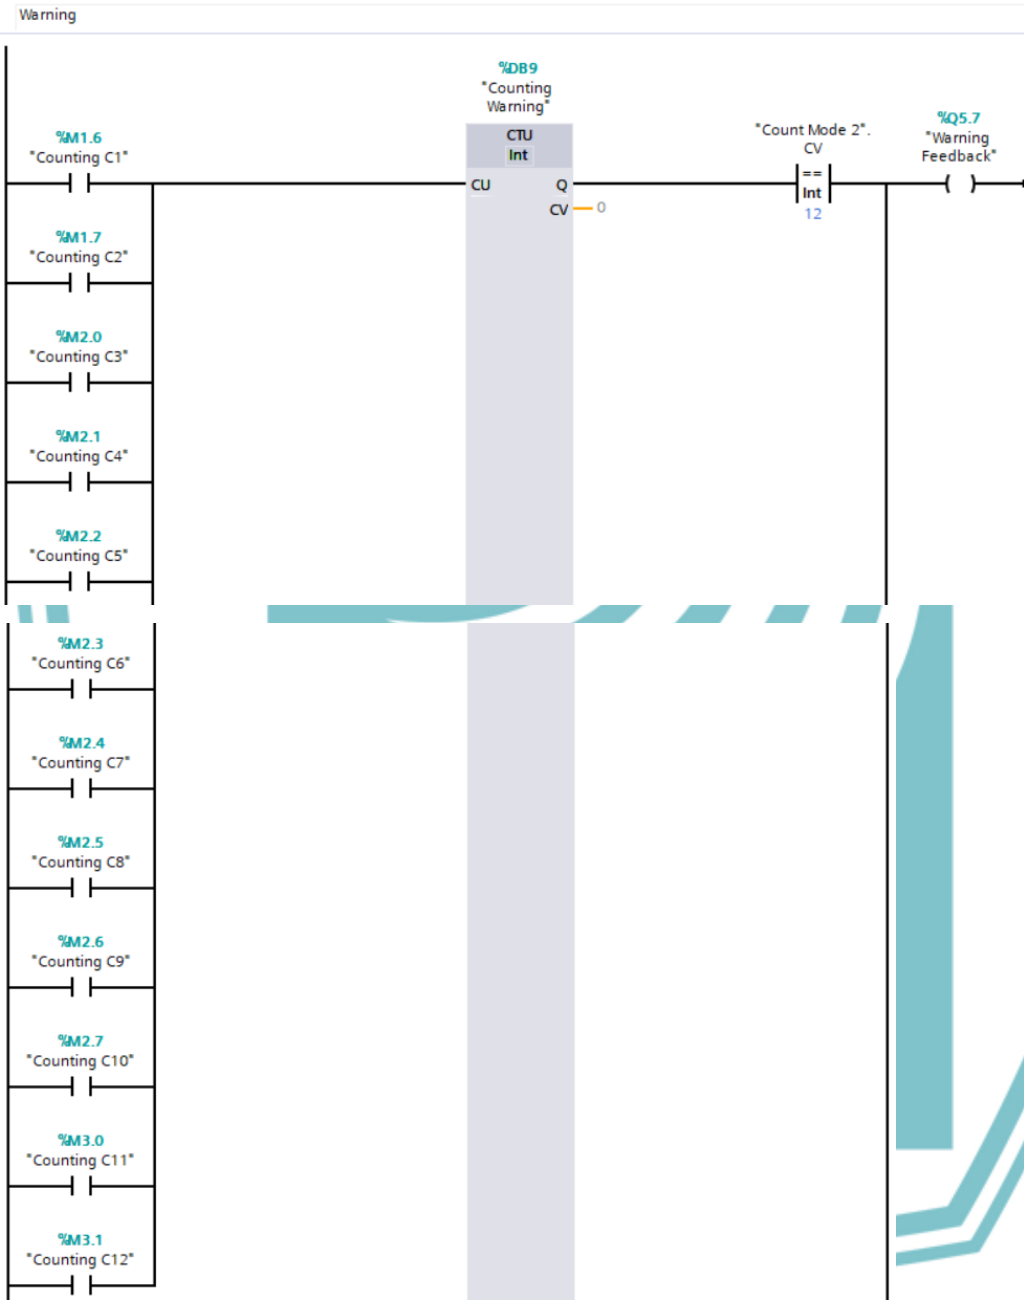 Warning
%DB9
"Counting
Warning"
CTU
Int
CU
Q
CV
0
"Count Mode 2".
CV
==
Int
12
%Q5.7
"Warning
Feedback"
%M1.6
"Counting C1"
%M1.7
"Counting C2"
%M2.0
"Counting C3"
%M2.1
"Counting C4"
%M2.2
"Counting C5"
%M2.3
"Counting C6"
%M2.4
"Counting C7"
%M2.5
"Counting C8"
%M2.6
"Counting C9"
%M2.7
"Counting C10"
%M3.0
"Counting C11"
%M3.1
"Counting C12"